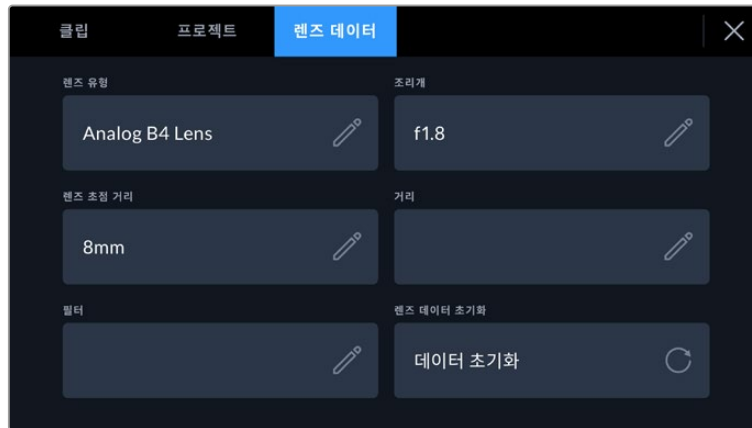 클립 프로젝트 렌즈 데이터
렌즈 유형 조리개
Analog B4 Lens f1.8
렌즈 초점 거리 거리
8mm
필터 렌즈 데이터 초기화
데이터 초기화